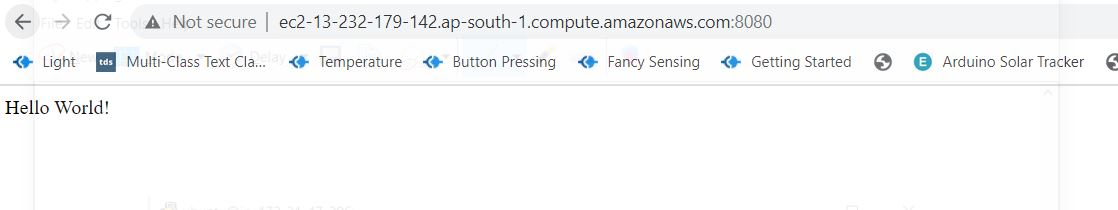 Not secure | ec2-13-232-179-142.ap-south-1.compute.amazonaws.com:8080
Light tds Multi-Class Text Cla... Temperature Button Pressing Fancy Sensing Getting Started E Arduino Solar Tracker
Hello World!